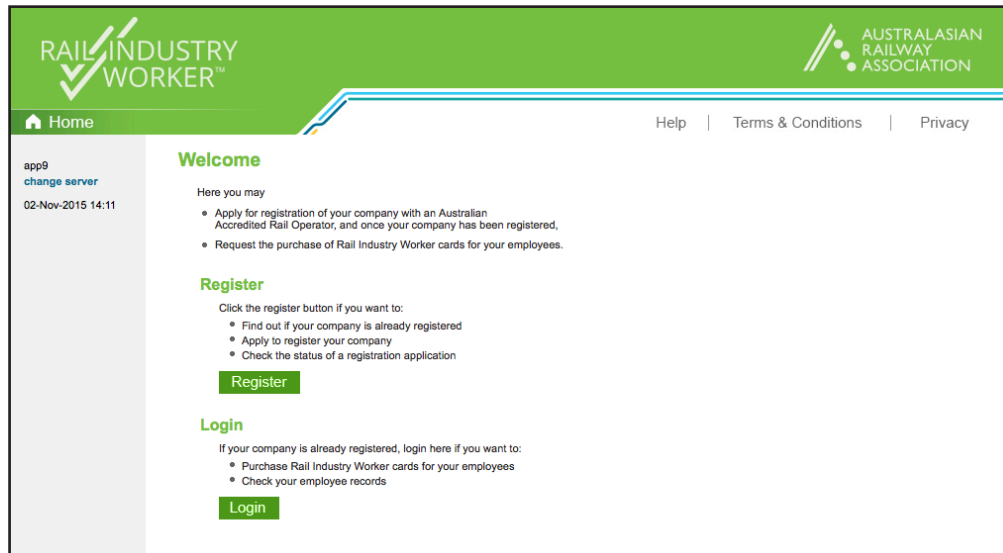 RAIL INDUSTRY
WORKER™
AUSTRALASIAN
RAILWAY
ASSOCIATION
Home
Help | Terms & Conditions | Privacy
app9
change server
02-Nov-2015 14:11
Welcome
Here you may
• Apply for registration of your company with an Australian
Accredited Rail Operator, and once your company has been registered,
• Request the purchase of Rail Industry Worker cards for your employees.
Register
Click the register button if you want to:
• Find out if your company is already registered
• Apply to register your company
• Check the status of a registration application
Register
Login
If your company is already registered, login here if you want to:
• Purchase Rail Industry Worker cards for your employees
• Check your employee records
Login